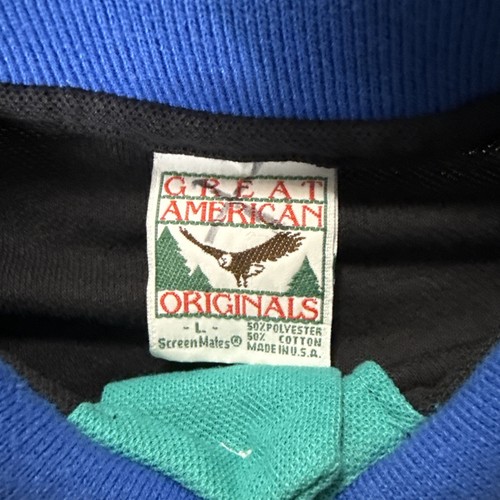 GREAT
AMERICAN
ORIGINALS
- L -
ScreenMates®
50% POLYESTER
50% COTTON
MADE IN U.S.A.